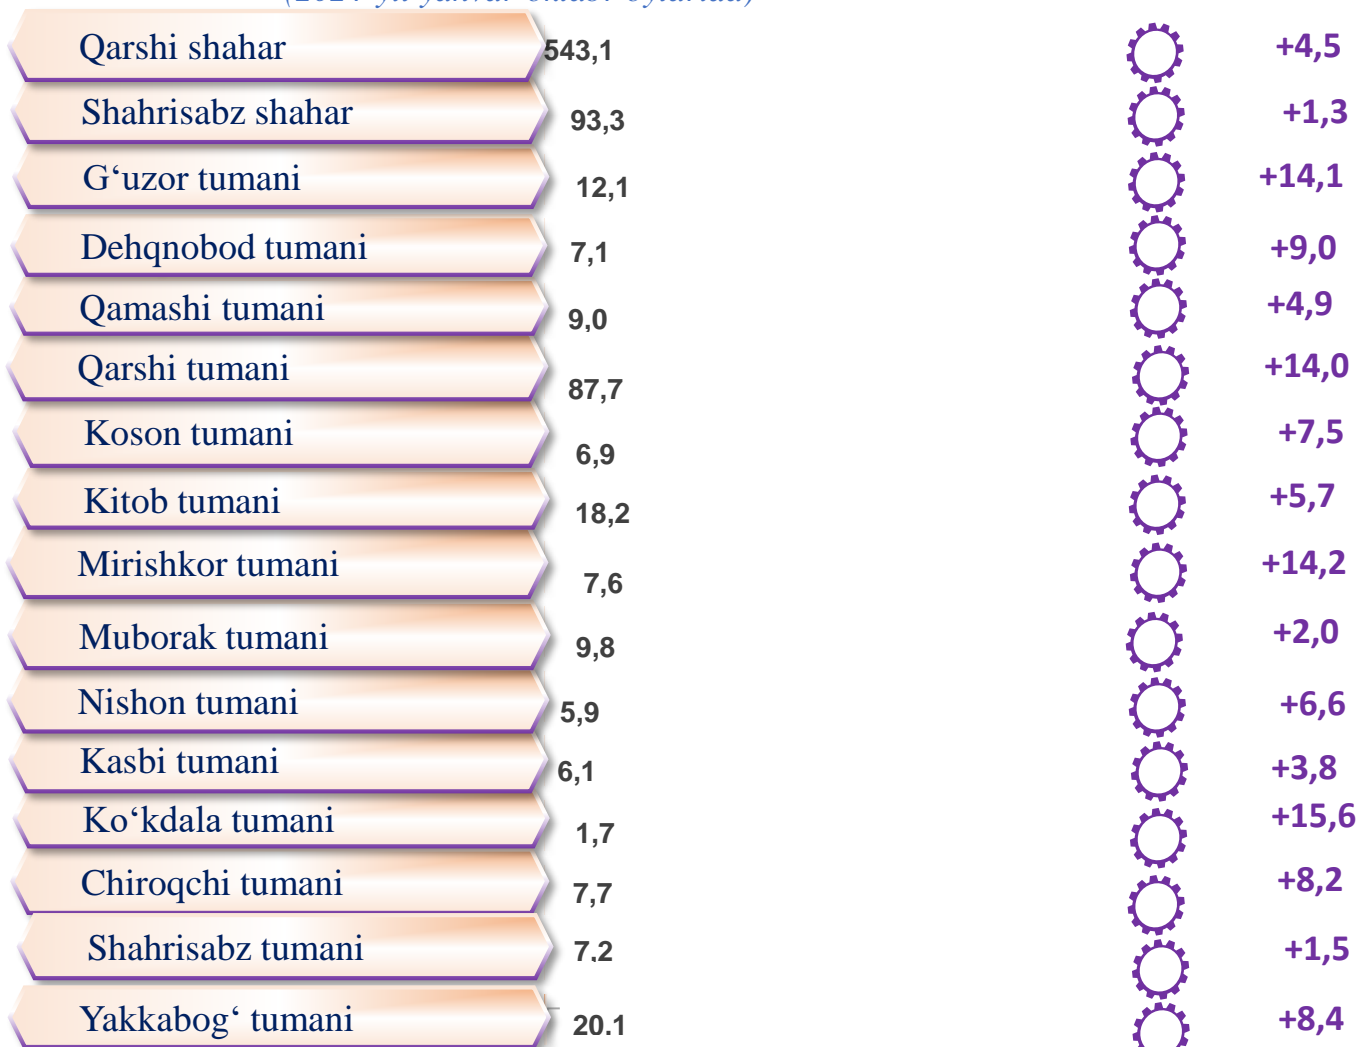 Qarshi shahar 543,1 +4,5
Shahrisabz shahar 93,3 +1,3
G‘uzor tumani 12,1 +14,1
Dehqnobod tumani 7,1 +9,0
Qamashi tumani 9,0 +4,9
Qarshi tumani 87,7 +14,0
Koson tumani 6,9 +7,5
Kitob tumani 18,2 +5,7
Mirishkor tumani 7,6 +14,2
Muborak tumani 9,8 +2,0
Nishon tumani 5,9 +6,6
Kasbi tumani 6,1 +3,8
Ko‘kdala tumani 1,7 +15,6
Chiroqchi tumani 7,7 +8,2
Shahrisabz tumani 7,2 +1,5
Yakkabog‘ tumani 20,1 +8,4